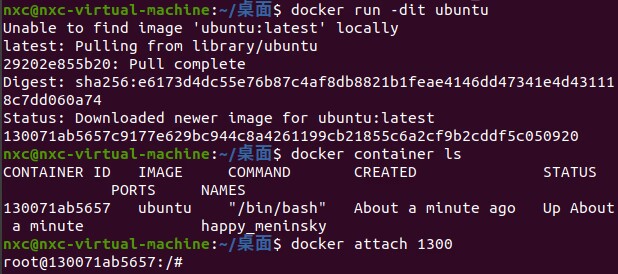 nxc@nxc-virtual-machine:~/桌面$ docker run -dit ubuntu
Unable to find image 'ubuntu:latest' locally
latest: Pulling from library/ubuntu
29202e855b20: Pull complete
Digest: sha256:e6173d4dc55e76b87c4af8db8821b1feae4146dd47341e4d43111
8c7dd060a74
Status: Downloaded newer image for ubuntu:latest
130071ab5657c9177e629bc944c8a4261199cb21855c6a2cf9b2cddf5c050920
nxc@nxc-virtual-machine:~/桌面$ docker container ls
CONTAINER ID   IMAGE     COMMAND       CREATED              STATUS
             PORTS     NAMES
130071ab5657   ubuntu    "/bin/bash"   About a minute ago   Up About
 a minute             happy_meninsky
nxc@nxc-virtual-machine:~/桌面$ docker attach 1300
root@130071ab5657:/#